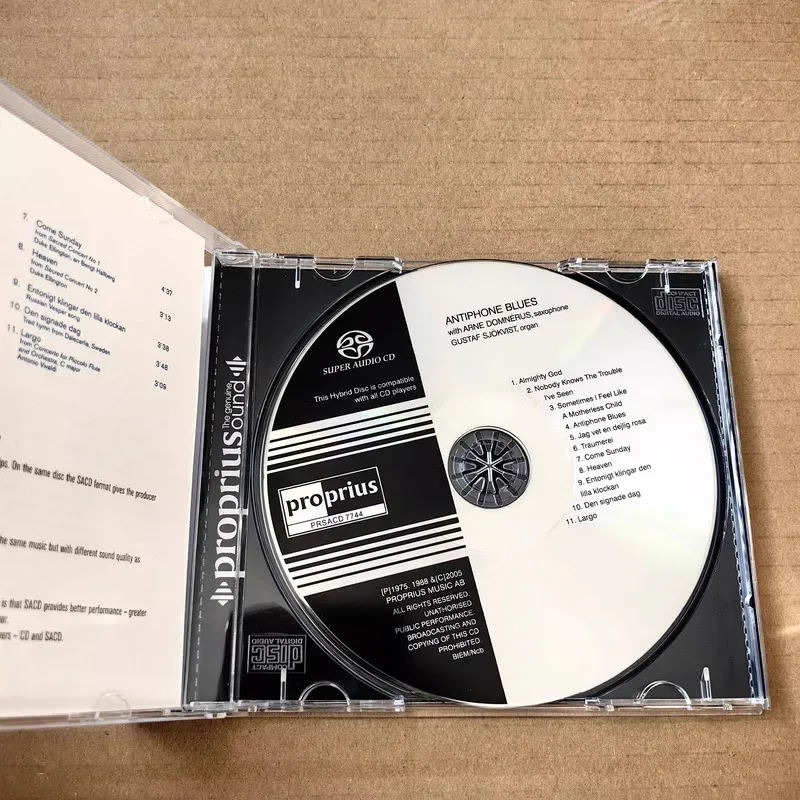 7. Come Sunday
from Sacred Concert No 1
Duke Ellington, arr Bengt Hallberg 4'37
8. Heaven
from Sacred Concert No 2
Duke Ellington 3'13
9. Entonigt klingar den lilla klockan
Russian Vesper song 3'38
10. Den signade dag
Trad hymn from Dalecarlia, Sweden 3'48
11. Largo
from Concerto for Piccolo Flute
and Orchestra, C major
Antonio Vivaldi 3'09
On the same disc the SACD format gives the producer
the same music but with different sound quality as
is that SACD provides better performance – greater
– CD and SACD.
proprius The genuine sound
COMPACT
disc
DIGITAL AUDIO
COMPACT
disc
DIGITAL AUDIO
SUPER AUDIO CD
This Hybrid Disc is compatible
with all CD players
proprius
PRSACD 7744
[P]1975. 1988 &[C]2005
PROPRIUS MUSIC AB
ALL RIGHTS RESERVED.
UNATHORISED
PUBLIC PERFORMANCE.
BROADCASTING AND
COPYING OF THIS CD
PROHIBITED.
BIEM/Ncb
ANTIPHONE BLUES
with ARNE DOMNERUS, saxophone
GUSTAF SJÖKVIST, organ
1. Almighty God
2. Nobody Knows The Trouble
I've Seen
3. Sometimes I Feel Like
A Motherless Child
4. Antiphone Blues
5. Jag vet en dejlig rosa
6. Träumerei
7. Come Sunday
8. Heaven
9. Entonigt klingar den
lilla klockan
10. Den signade dag
11. Largo